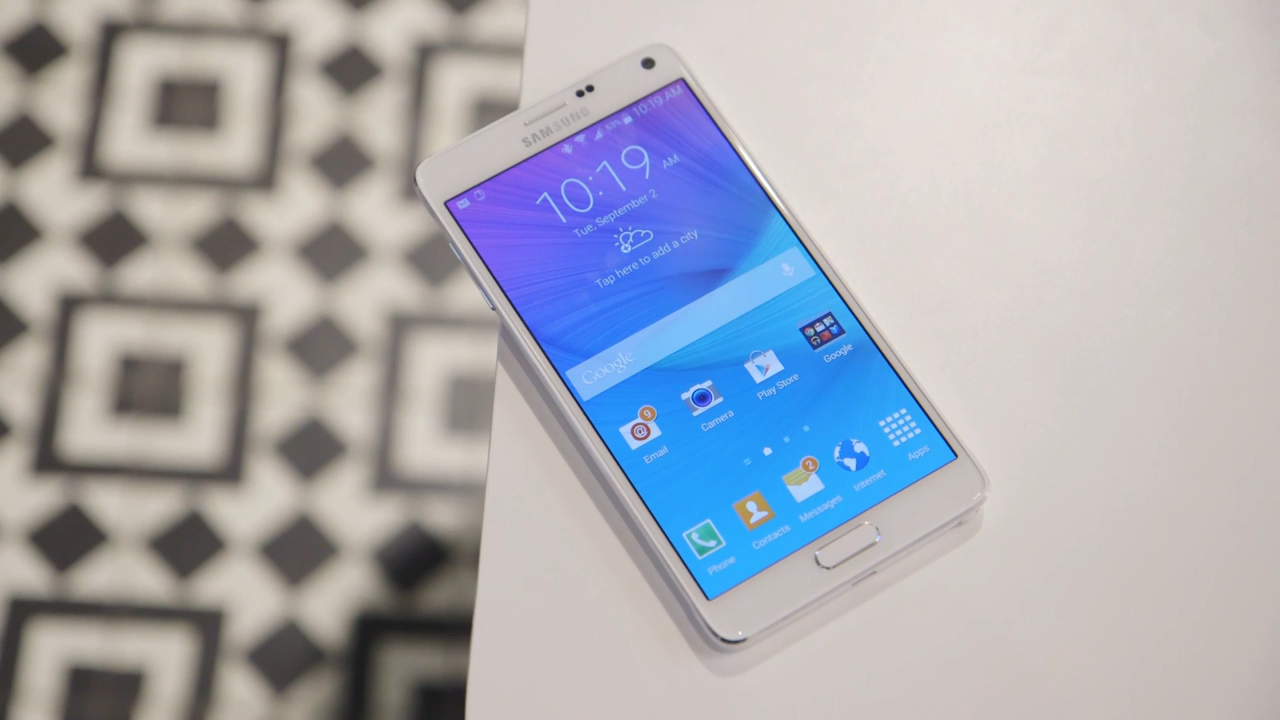 SAMSUNG
10:19 AM
10:19 AM
Tue, September 2
Tap here to add a city
Google
Google
Play Store
Camera
9
Email
Apps
Internet
2
Messages
Contacts
Phone